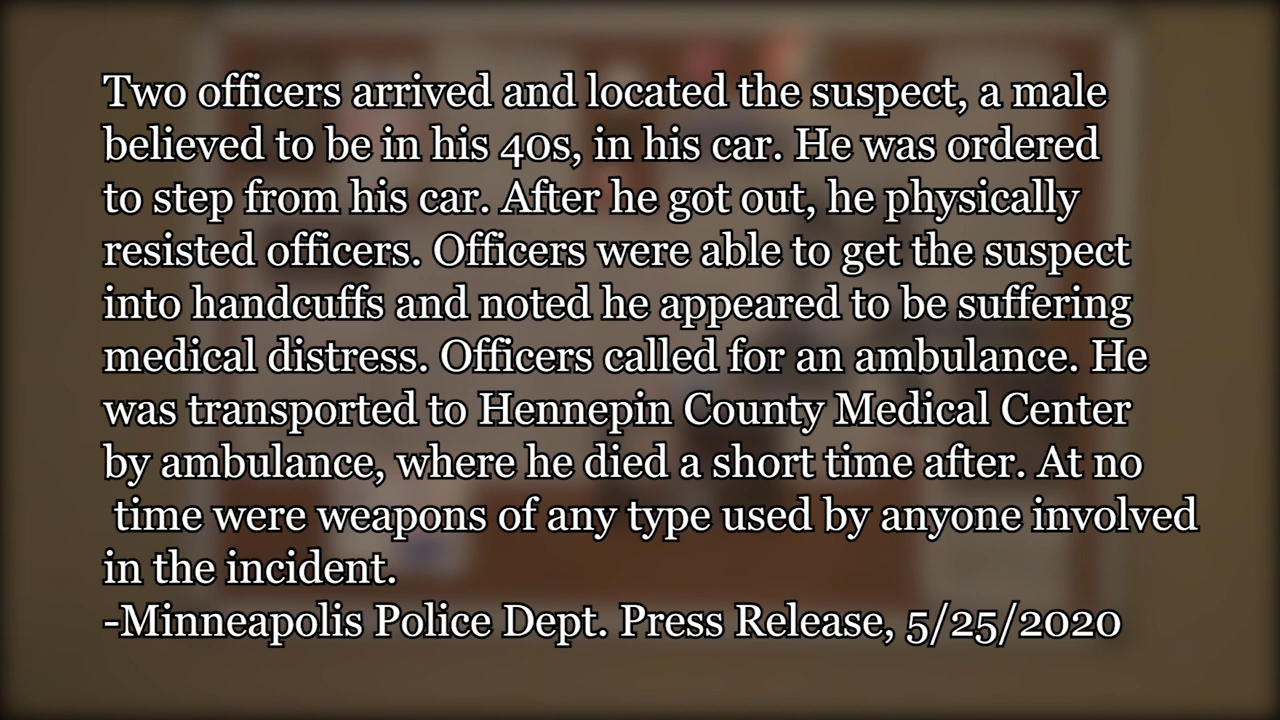 Two officers arrived and located the suspect, a male
believed to be in his 40s, in his car. He was ordered
to step from his car. After he got out, he physically
resisted officers. Officers were able to get the suspect
into handcuffs and noted he appeared to be suffering
medical distress. Officers called for an ambulance. He
was transported to Hennepin County Medical Center
by ambulance, where he died a short time after. At no
time were weapons of any type used by anyone involved
in the incident.
-Minneapolis Police Dept. Press Release, 5/25/2020